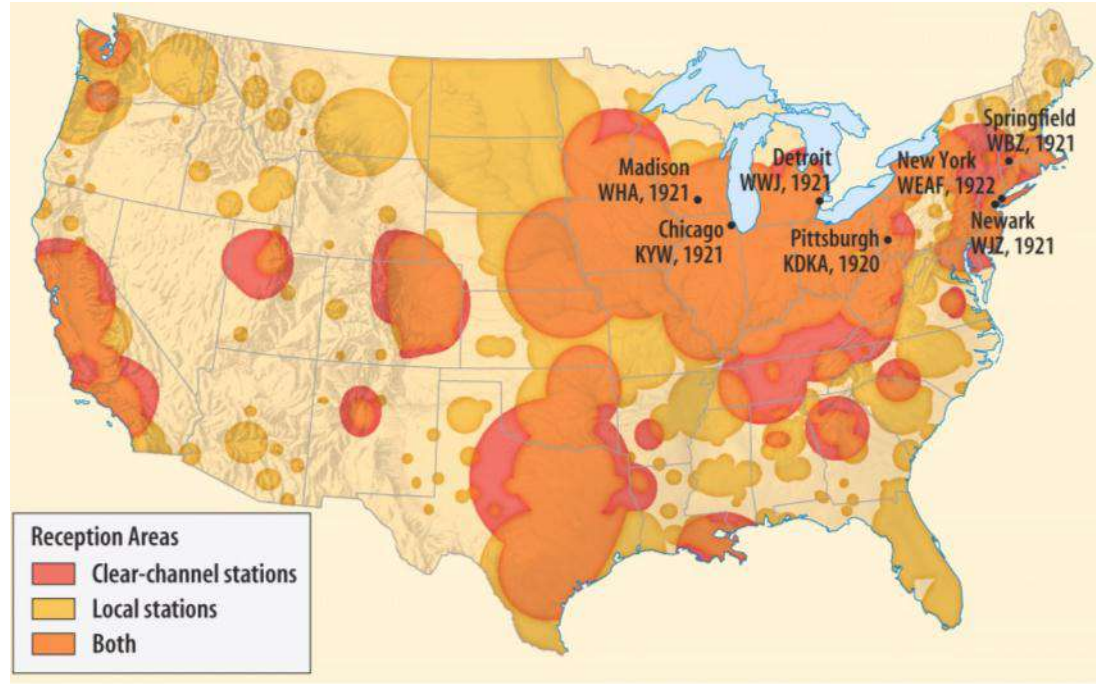 Springfield
WBZ, 1921
Detroit
WWJ, 1921
New York
WEAF, 1922
Madison
WHA, 1921
Chicago
KYW, 1921
Pittsburgh
KDKA, 1920
Newark
WJZ, 1921
Reception Areas
Clear-channel stations
Local stations
Both